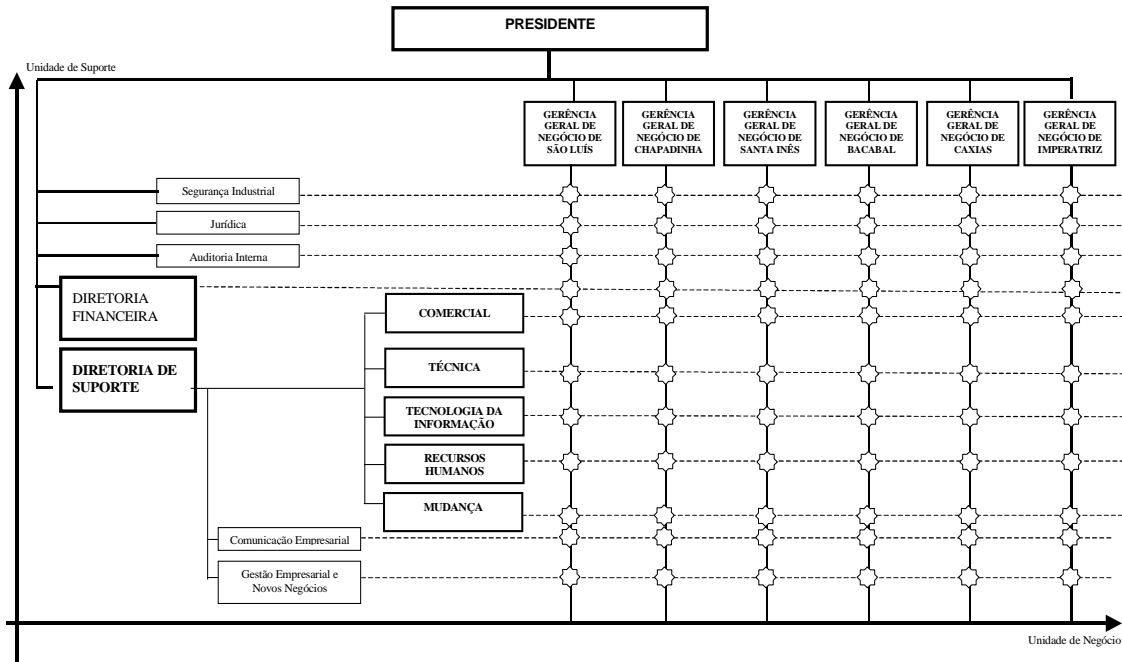 PRESIDENTE
Unidade de Suporte
GERÊNCIA
GERAL DE
NEGÓCIO DE
SÃO LUÍS
GERÊNCIA
GERAL DE
NEGÓCIO DE
CHAPADINHA
GERÊNCIA
GERAL DE
NEGÓCIO DE
SANTA INÊS
GERÊNCIA
GERAL DE
NEGÓCIO DE
BACABAL
GERÊNCIA
GERAL DE
NEGÓCIO DE
CAXIAS
GERÊNCIA
GERAL DE
NEGÓCIO DE
IMPERATRIZ
Segurança Industrial
Jurídica
Auditoria Interna
DIRETORIA
FINANCEIRA
DIRETORIA DE
SUPORTE
COMERCIAL
TÉCNICA
TECNOLOGIA DA
INFORMAÇÃO
RECURSOS
HUMANOS
MUDANÇA
Comunicação Empresarial
Gestão Empresarial e
Novos Negócios
Unidade de Negócio